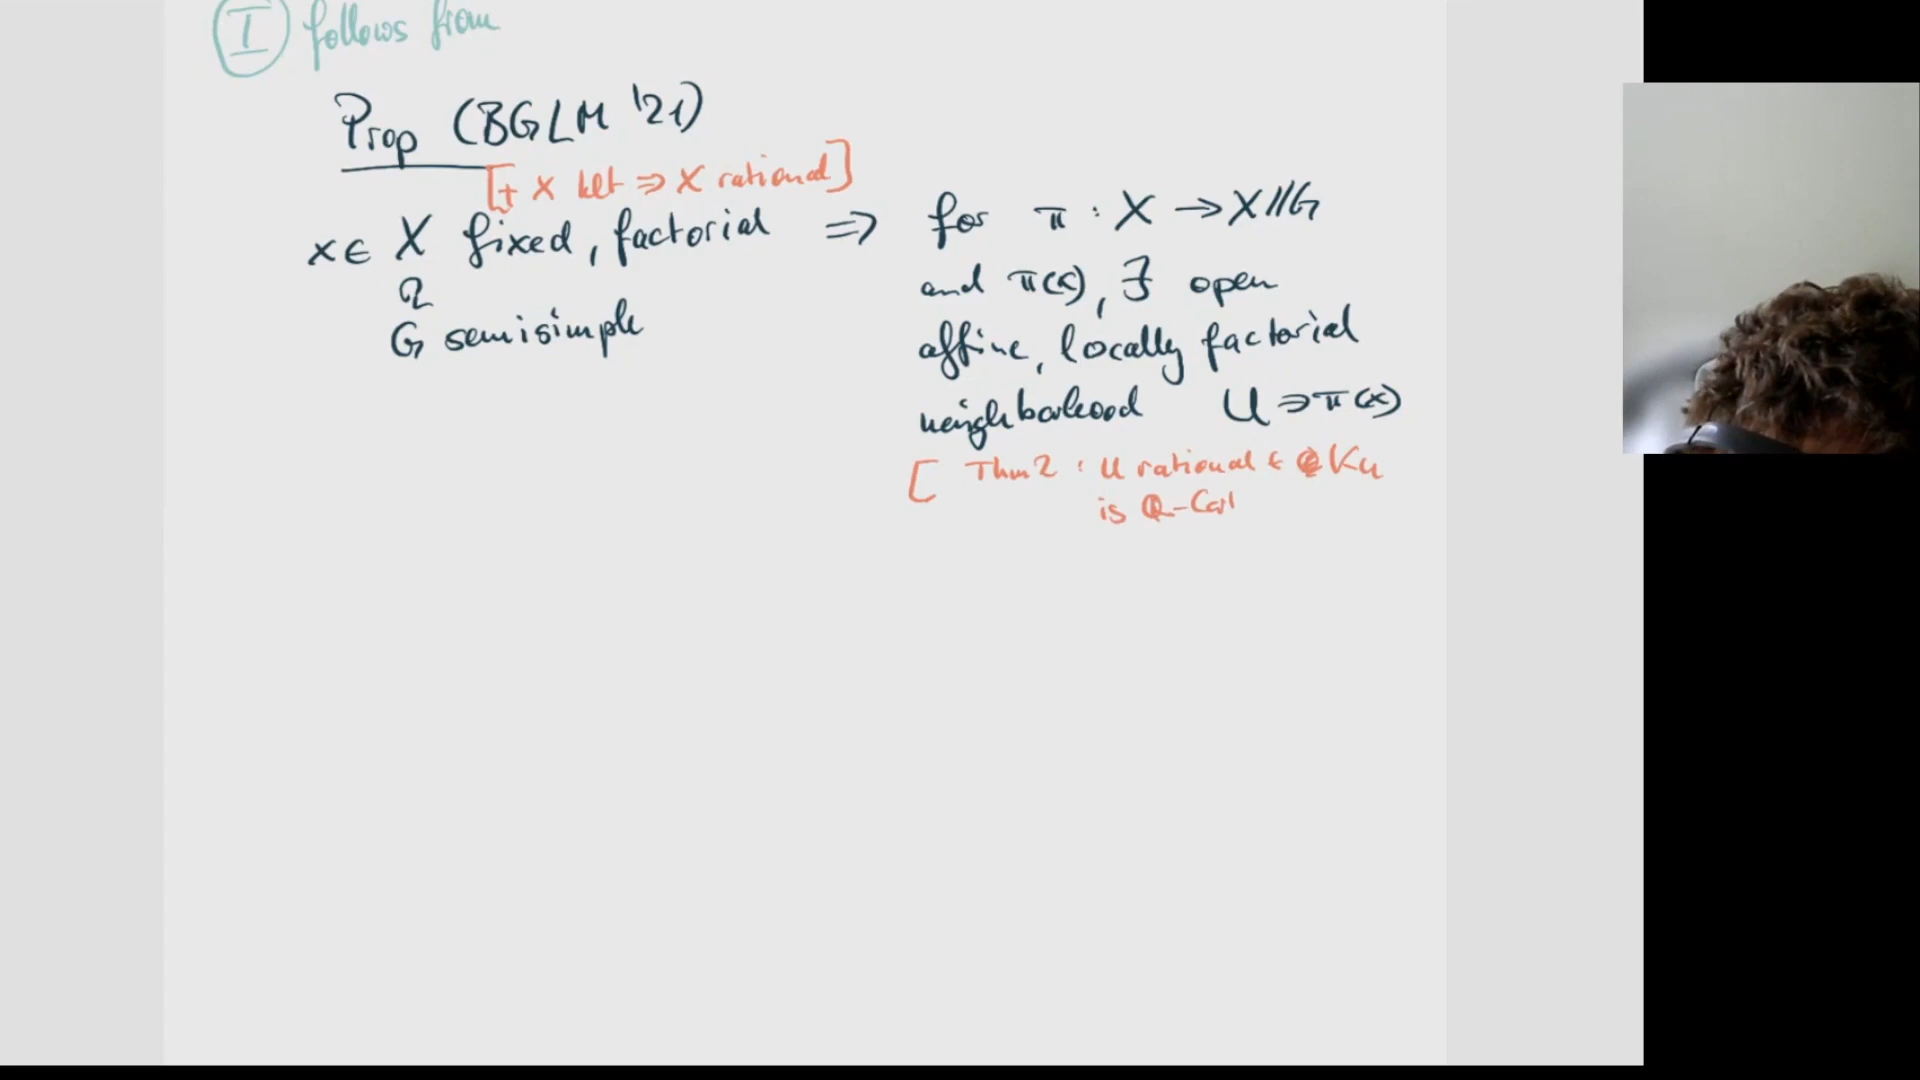 I follows from
Prop (BGLM '21)
[+ X klt ⇒ X rational]
x ∈ X fixed, factorial ⇒ for π : X → X//G
G semisimple
and π(x), ∃ open
affine, locally factorial
neighborhood U ∋ π(x)
[ Thm 2 : U rational & K_U
is Q-Cart